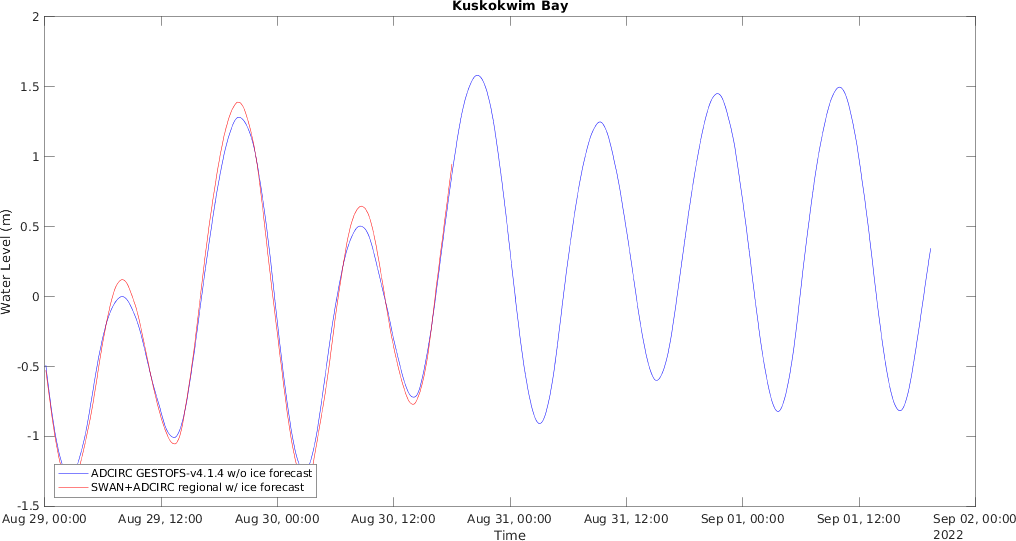 Kuskokwim Bay
2
1.5
1
0.5
0
-0.5
-1
-1.5
Water Level (m)
ADCIRC GESTOFS-v4.1.4 w/o ice forecast
SWAN+ADCIRC regional w/ ice forecast
Aug 29, 00:00 Aug 29, 12:00 Aug 30, 00:00 Aug 30, 12:00 Aug 31, 00:00 Aug 31, 12:00 Sep 01, 00:00 Sep 01, 12:00 Sep 02, 00:00
Time
2022